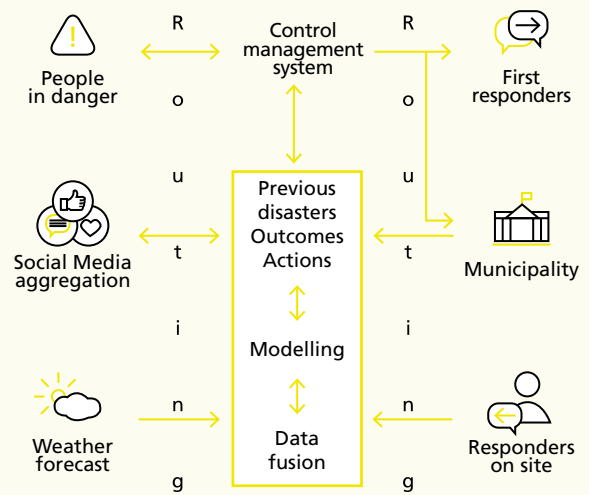 R
Control
management
system
R
People
in danger
First
responders
o
o
u
u
Previous
disasters
Outcomes
Actions
t
t
Social Media
aggregation
Municipality
i
i
Modelling
n
n
Weather
forecast
Data
fusion
Responders
on site
g
g